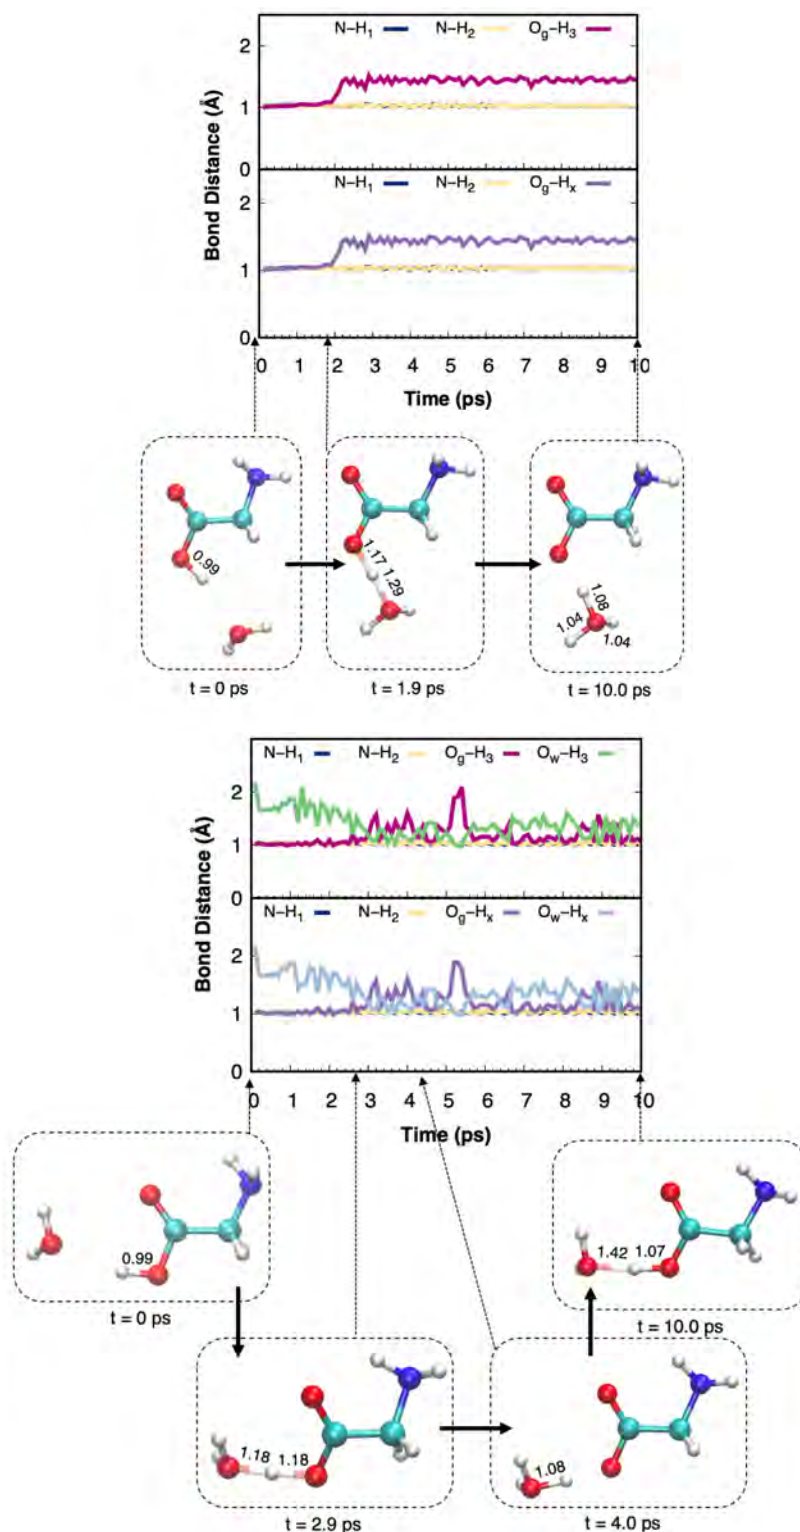 N–H1 N–H2 Og–H3
2
1
0
N–H1 N–H2 Og–Hx
2
1
0
Bond Distance (Å)
0 1 2 3 4 5 6 7 8 9 10
Time (ps)
0.99
1.17 1.29
1.08
1.04
1.04
t = 0 ps t = 1.9 ps t = 10.0 ps
N–H1 N–H2 Og–H3 Ow–H3
2
1
0
N–H1 N–H2 Og–Hx Ow–Hx
2
1
0
Bond Distance (Å)
0 1 2 3 4 5 6 7 8 9 10
Time (ps)
0.99
t = 0 ps
1.42 1.07
t = 10.0 ps
1.18 1.18
t = 2.9 ps
1.08
t = 4.0 ps